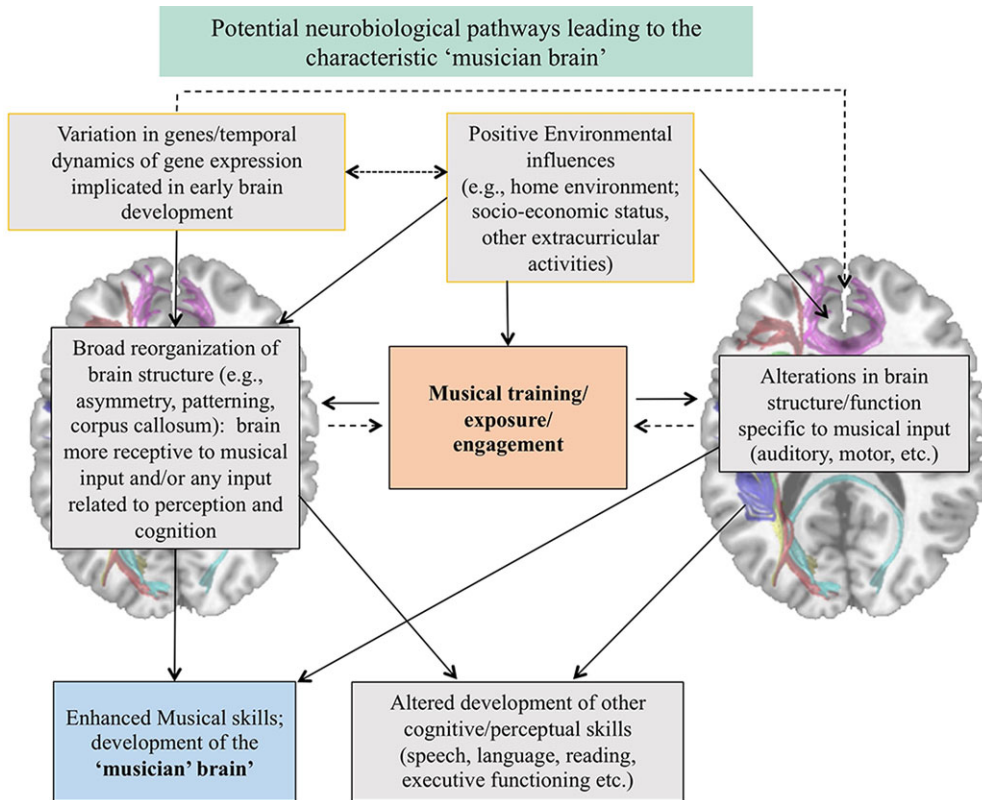 Potential neurobiological pathways leading to the
characteristic ‘musician brain’
Variation in genes/temporal
dynamics of gene expression
implicated in early brain
development
Positive Environmental
influences
(e.g., home environment;
socio-economic status,
other extracurricular
activities)
Broad reorganization of
brain structure (e.g.,
asymmetry, patterning,
corpus callosum): brain
more receptive to musical
input and/or any input
related to perception and
cognition
Musical training/
exposure/
engagement
Alterations in brain
structure/function
specific to musical input
(auditory, motor, etc.)
Enhanced Musical skills;
development of the
‘musician’ brain’
Altered development of other
cognitive/perceptual skills
(speech, language, reading,
executive functioning etc.)